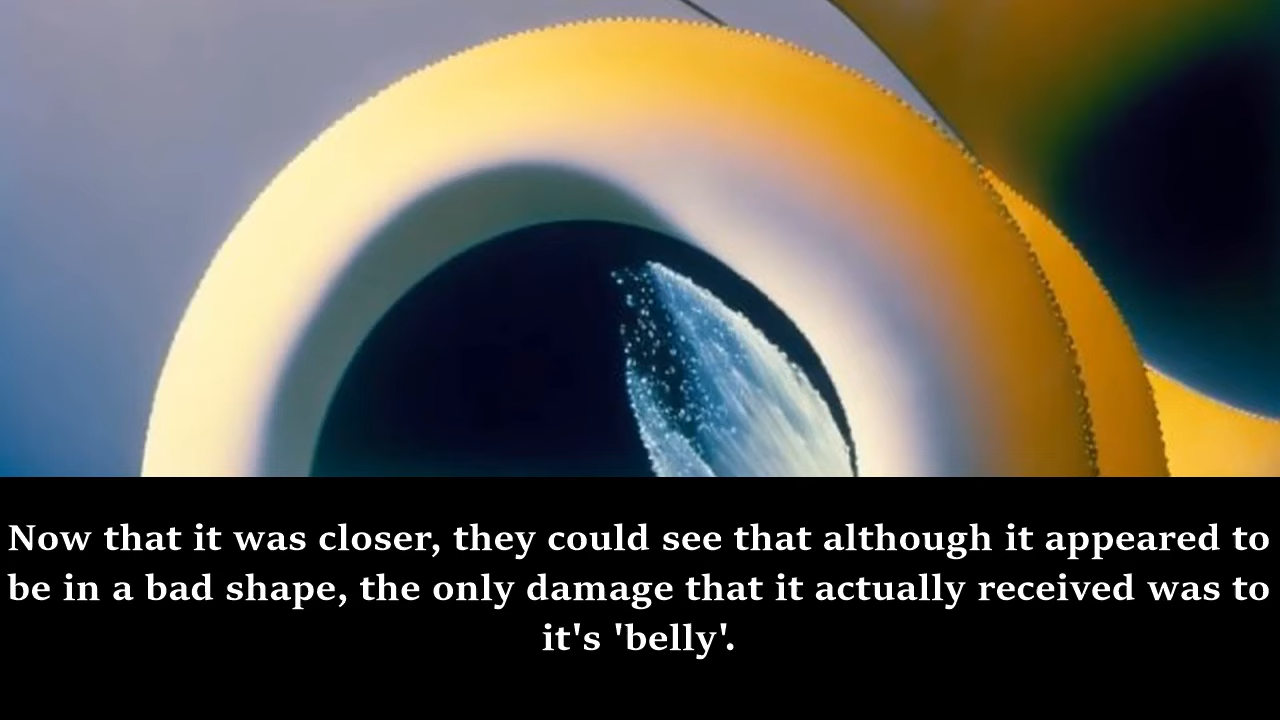 Now that it was closer, they could see that although it appeared to
be in a bad shape, the only damage that it actually received was to
it's 'belly'.